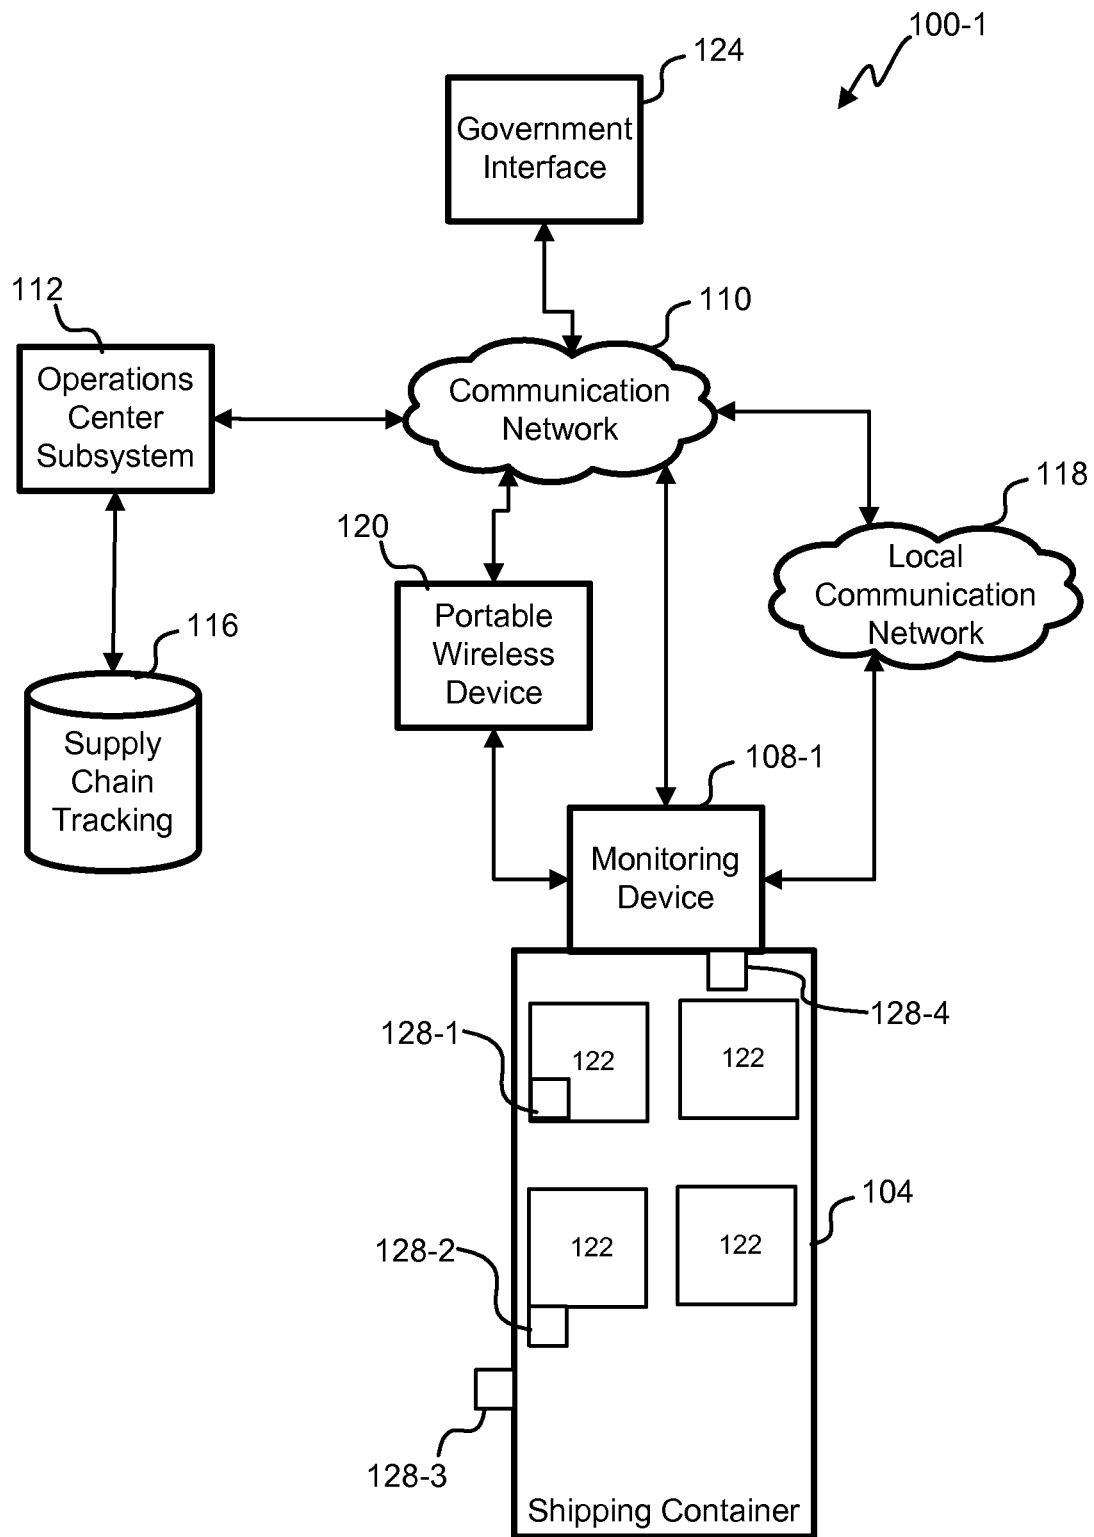 100-1
124
Government
Interface
112
110
Operations
Center
Subsystem
Communication
Network
118
120
Local
Communication
Network
116
Portable
Wireless
Device
Supply
Chain
Tracking
108-1
Monitoring
Device
128-4
128-1
122
122
104
128-2
122
122
128-3
Shipping Container